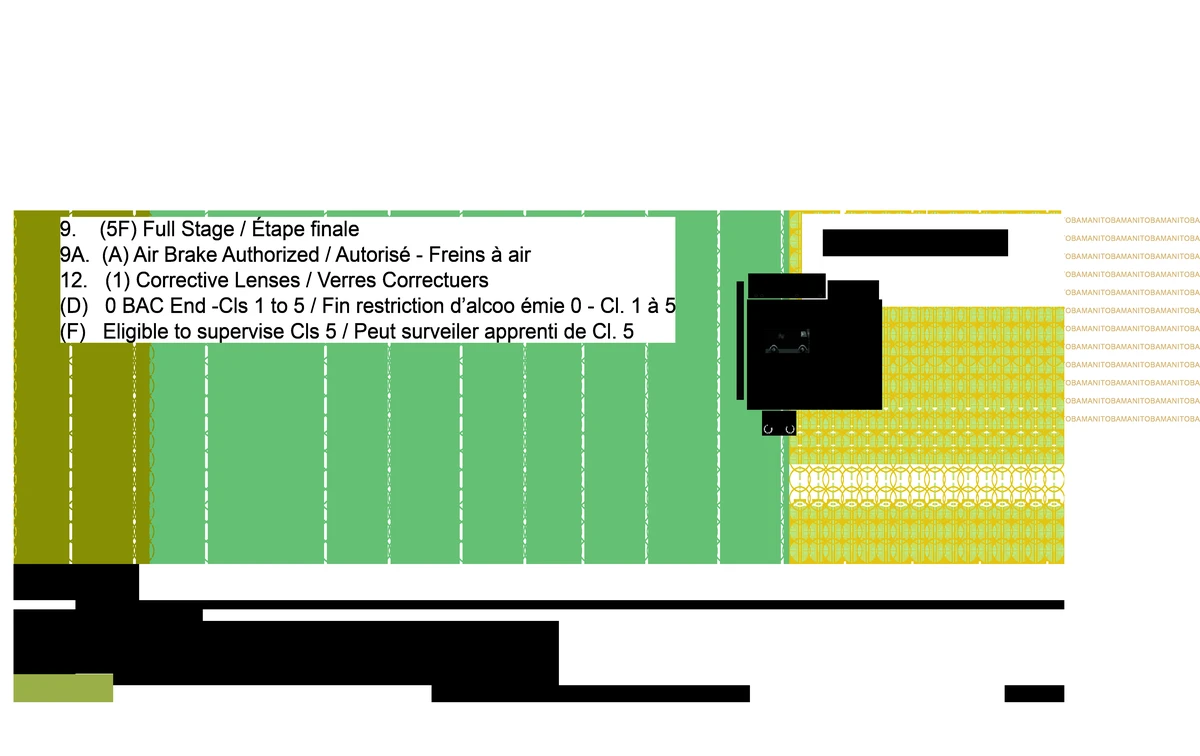 9. (5F) Full Stage / Étape finale
9A. (A) Air Brake Authorized / Autorisé - Freins à air
12. (1) Corrective Lenses / Verres Correctuers
(D) 0 BAC End -Cls 1 to 5 / Fin restriction d’alcoo émie 0 - Cl. 1 à 5
(F) Eligible to supervise Cls 5 / Peut surveiler apprenti de Cl. 5
OBAMANITOBAMANITOBAMANITOBA
OBAMANITOBAMANITOBAMANITOBA
OBAMANITOBAMANITOBAMANITOBA
OBAMANITOBAMANITOBAMANITOBA
OBAMANITOBAMANITOBAMANITOBA
OBAMANITOBAMANITOBAMANITOBA
OBAMANITOBAMANITOBAMANITOBA
OBAMANITOBAMANITOBAMANITOBA
OBAMANITOBAMANITOBAMANITOBA
OBAMANITOBAMANITOBAMANITOBA
OBAMANITOBAMANITOBAMANITOBA
OBAMANITOBAMANITOBAMANITOBA